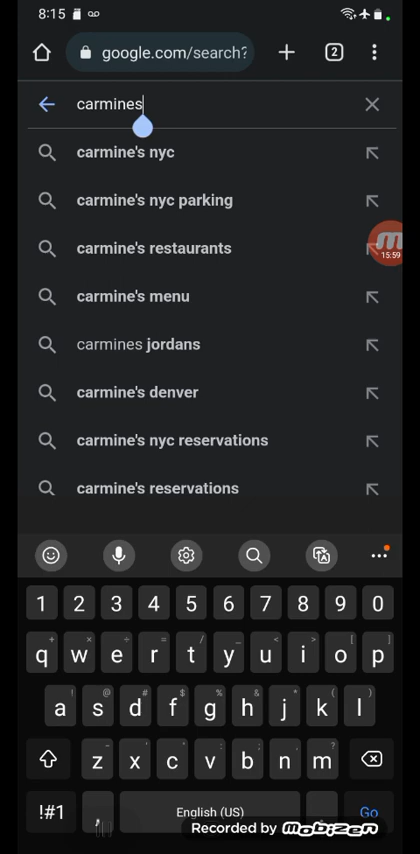 8:15
google.com/search?
2
carmines
carmine's nyc
carmine's nyc parking
carmine's restaurants
15:59
carmine's menu
carmines jordans
carmine's denver
carmine's nyc reservations
carmine's reservations
1 2 3 4 5 6 7 8 9 0
+ × ÷ = / _ < > [ ]
q w e r t y u i o p
! @ # $ % ^ & * ( )
a s d f g h j k l
- ' " : ; , ?
z x c v b n m
!#1 , English (US) Go
Recorded by mobizen